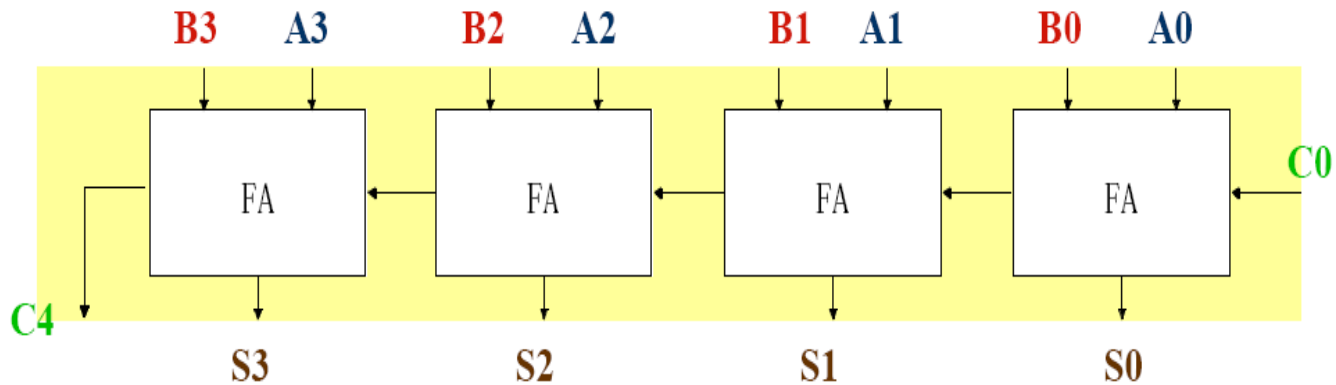 B3 A3 B2 A2 B1 A1 B0 A0
C0
FA FA FA FA
C4
S3 S2 S1 S0